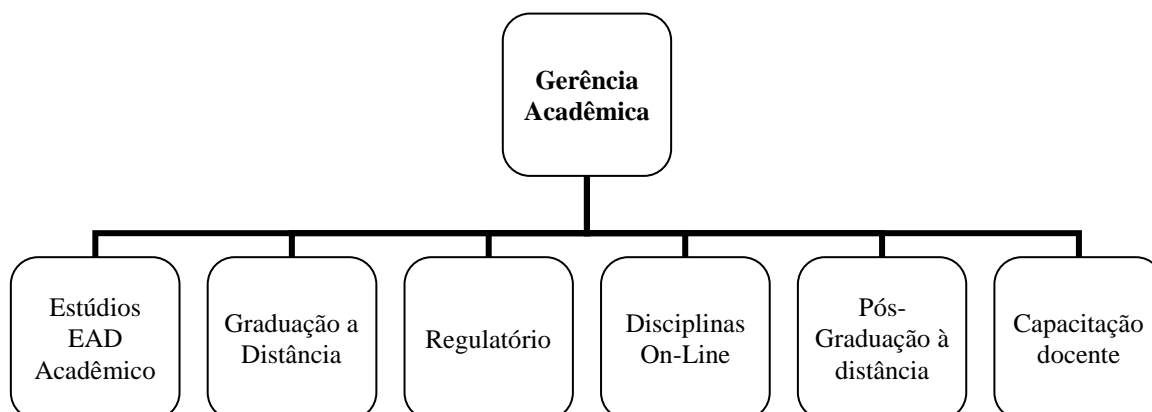 Gerência
Acadêmica
Estúdios
EAD
Acadêmico
Graduação a
Distância
Regulatório
Disciplinas
On-Line
Pós-
Graduação à
distância
Capacitação
docente